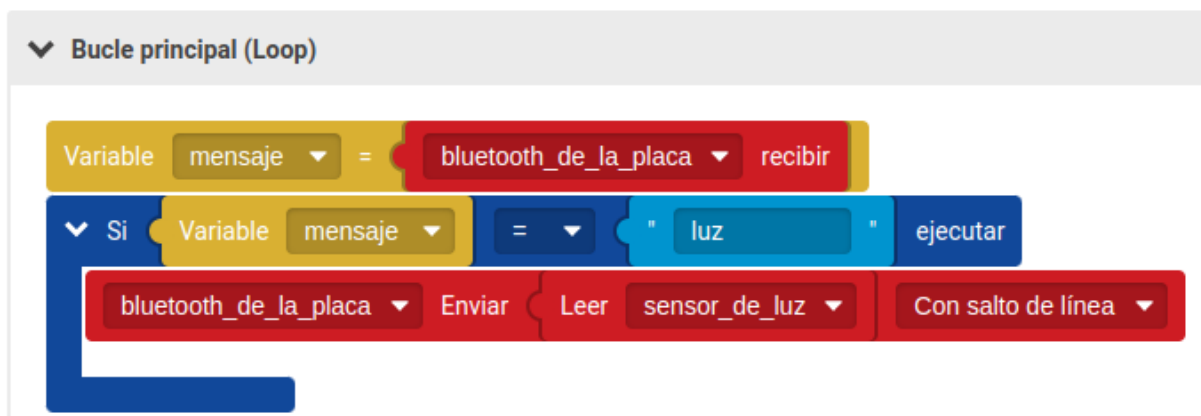 Bucle principal (Loop)
Variable mensaje = bluetooth_de_la_placa recibir
Si Variable mensaje = " luz " ejecutar
bluetooth_de_la_placa Enviar Leer sensor_de_luz Con salto de línea